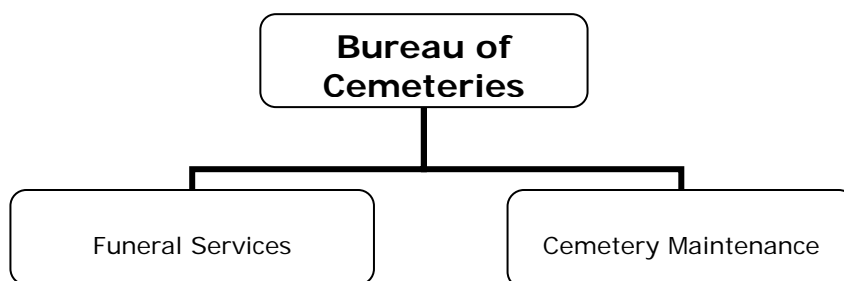 Bureau of
Cemeteries
Funeral Services
Cemetery Maintenance